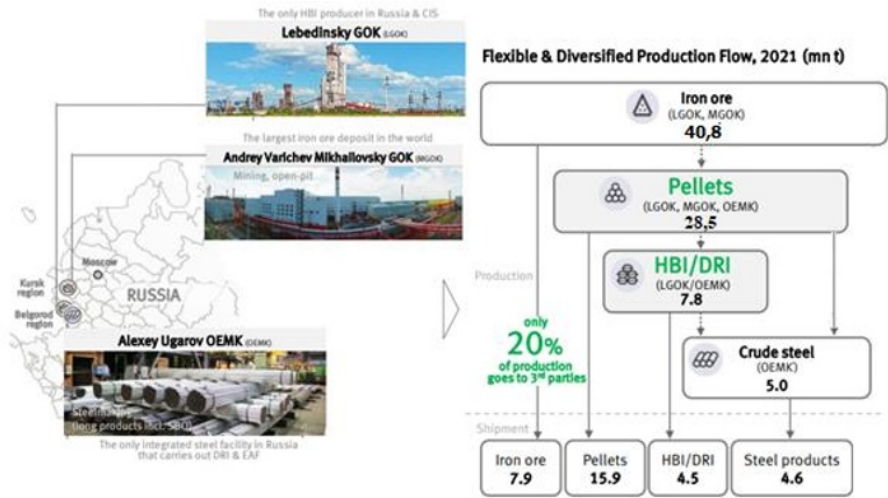 The only HBI producer in Russia & CIS
Lebedinsky GOK (LGOK)
The largest iron ore deposit in the world
Andrey Varichev Mikhailovsky GOK (MGOK)
Mining, open-pit
Moscow
Kursk
region
RUSSIA
Belgorod
region
Alexey Ugarov OEMK (OEMK)
Steelmaking
(long products incl. SBQ)
The only integrated steel facility in Russia
that carries out DRI & EAF
Flexible & Diversified Production Flow, 2021 (mn t)
Iron ore
(LGOK, MGOK)
40,8
Pellets
(LGOK, MGOK, OEMK)
28,5
Production
HBI/DRI
(LGOK/OEMK)
7.8
only
20%
of production
goes to 3rd parties
Crude steel
(OEMK)
5.0
Shipment
Iron ore
7.9
Pellets
15.9
HBI/DRI
4.5
Steel products
4.6